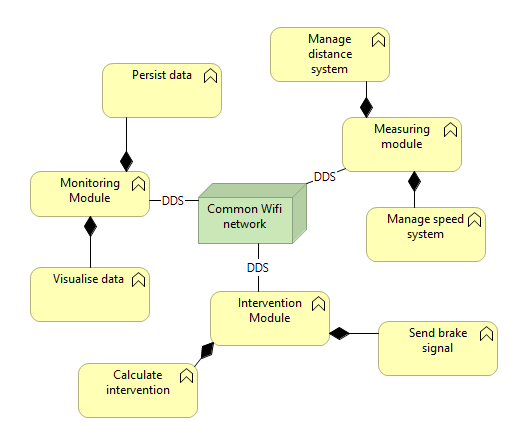 Manage
distance
system
Persist data
Measuring
module
DDS
Monitoring
Module
DDS
Common Wifi
network
Manage speed
system
DDS
Visualise data
Intervention
Module
Send brake
signal
Calculate
intervention